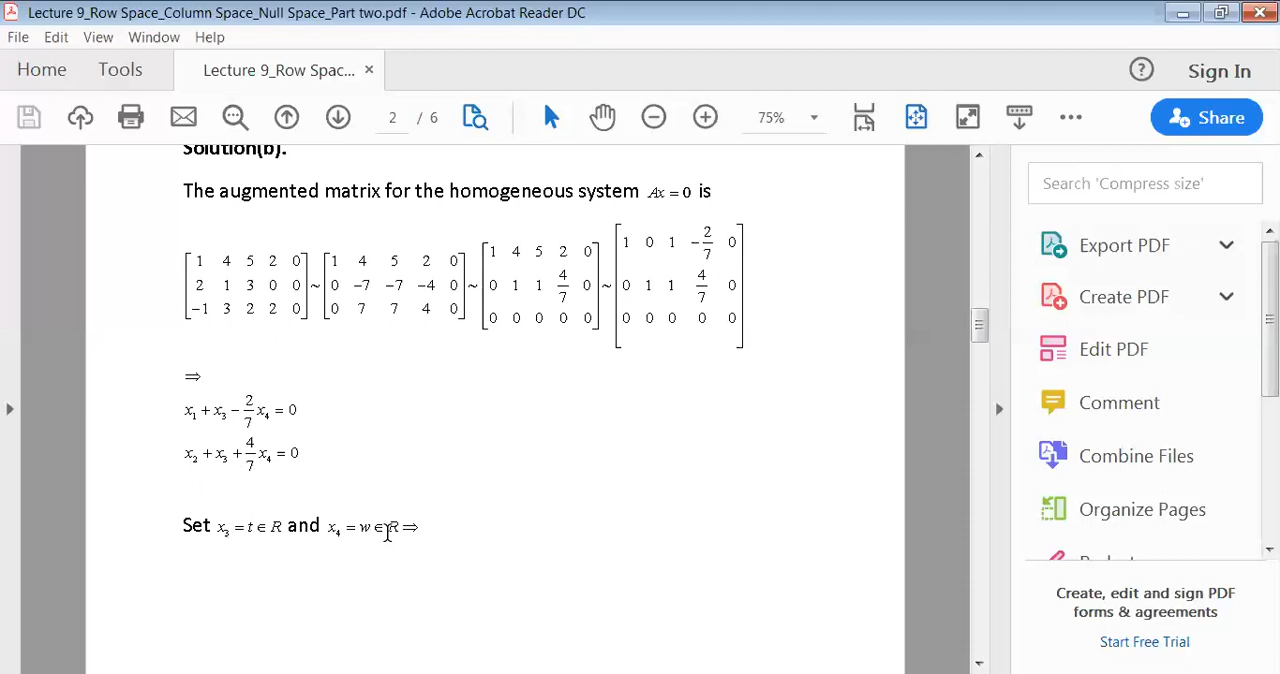 Lecture 9_Row Space_Column Space_Null Space_Part two.pdf - Adobe Acrobat Reader DC
File Edit View Window Help
Home Tools Lecture 9_Row Spac... × ? Sign In
2 / 6 75% Share
Solution(b).
The augmented matrix for the homogeneous system Ax = 0 is
[1 4 5 2 0; 2 1 3 0 0; −1 3 2 2 0] ~ [1 4 5 2 0; 0 −7 −7 −4 0; 0 7 7 4 0] ~ [1 4 5 2 0; 0 1 1 4/7 0; 0 0 0 0 0] ~ [1 0 1 −2/7 0; 0 1 1 4/7 0; 0 0 0 0 0]
⇒
x₁ + x₃ − 2/7 x₄ = 0
x₂ + x₃ + 4/7 x₄ = 0
Set x₃ = t ∈ R and x₄ = w ∈ R ⇒
Search 'Compress size'
Export PDF
Create PDF
Edit PDF
Comment
Combine Files
Organize Pages
Create, edit and sign PDF
forms & agreements
Start Free Trial